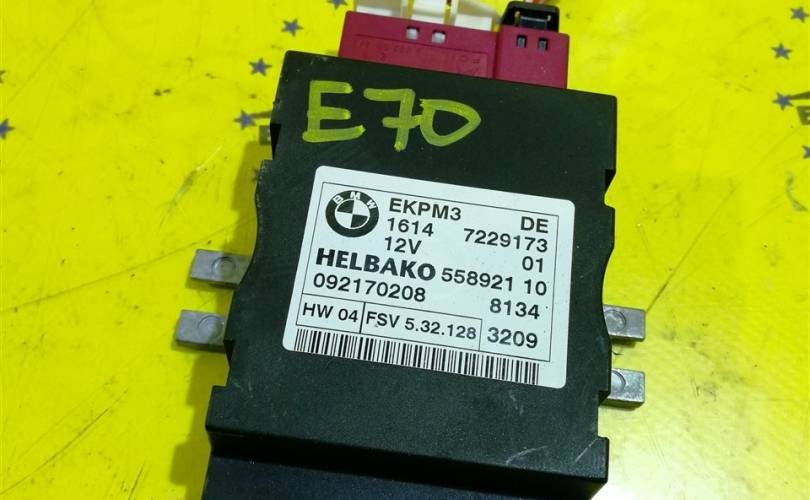 E70
BMW
EKPM3 DE
1614 7229173
12V 01
HELBAKO 558921 10
092170208 8134
HW 04 FSV 5.32.128 3209